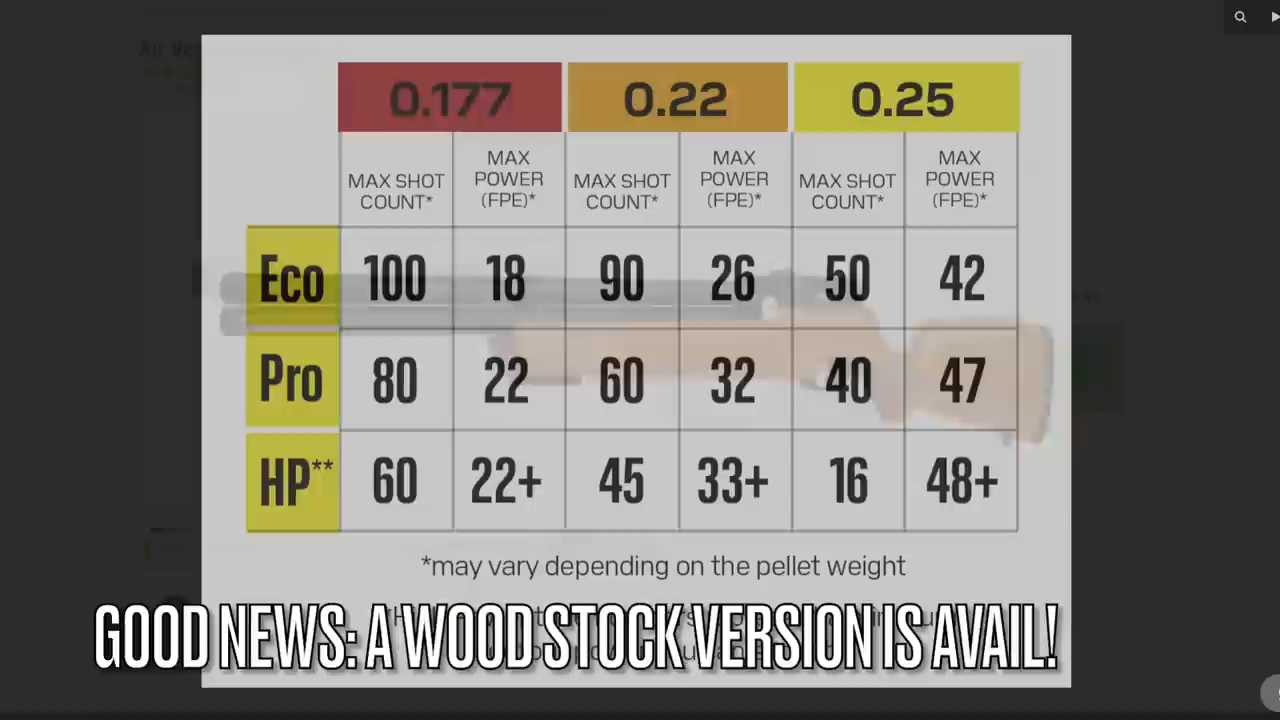 0.177 0.22 0.25
MAX SHOT COUNT* MAX POWER (FPE)* MAX SHOT COUNT* MAX POWER (FPE)* MAX SHOT COUNT* MAX POWER (FPE)*
Eco 100 18 90 26 50 42
Pro 80 22 60 32 40 47
HP** 60 22+ 45 33+ 16 48+
*may vary depending on the pellet weight
GOOD NEWS: A WOOD STOCK VERSION IS AVAIL!